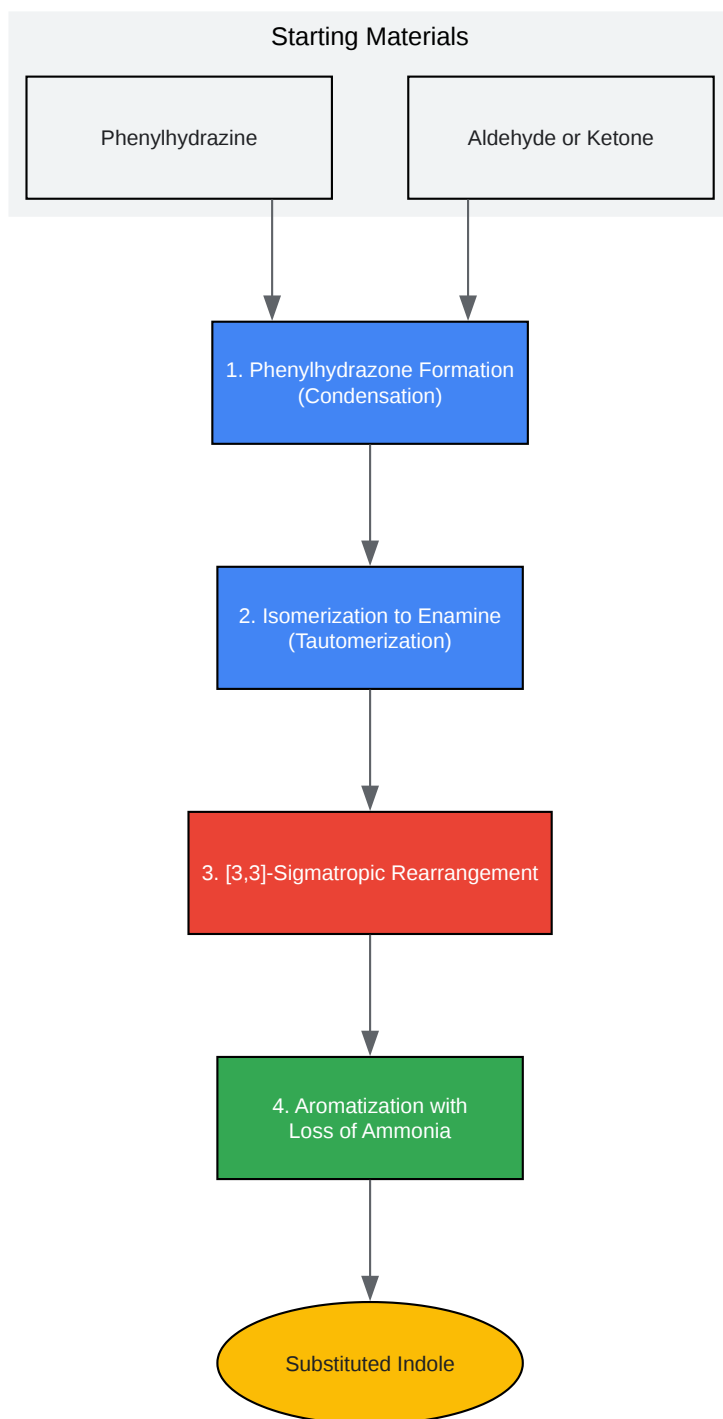 Starting Materials
Phenylhydrazine
Aldehyde or Ketone
1. Phenylhydrazone Formation
(Condensation)
2. Isomerization to Enamine
(Tautomerization)
3. [3,3]-Sigmatropic Rearrangement
4. Aromatization with
Loss of Ammonia
Substituted Indole